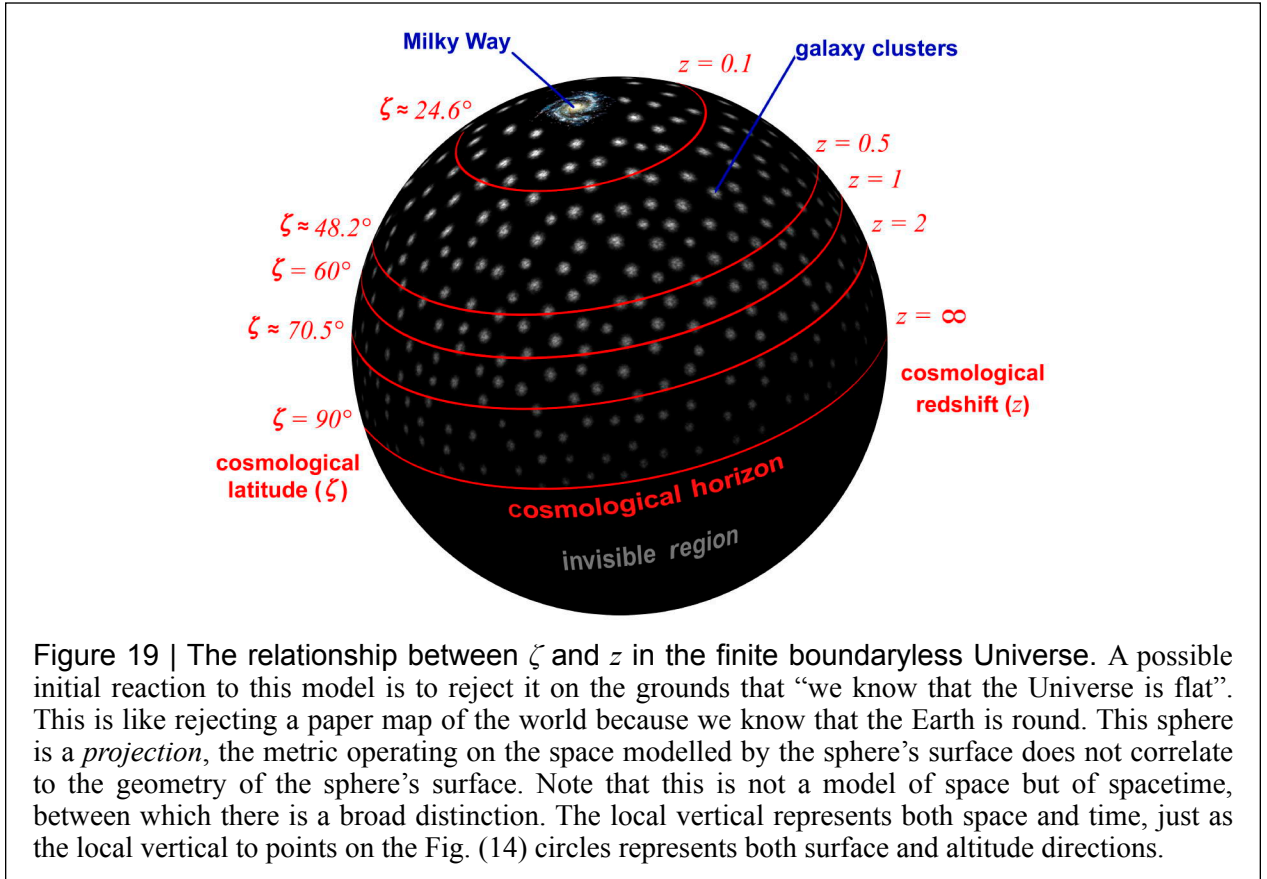 Milky Way
galaxy clusters
z = 0.1
ζ ≈ 24.6°
z = 0.5
z = 1
z = 2
ζ ≈ 48.2°
ζ = 60°
ζ ≈ 70.5°
z = ∞
cosmological
redshift (z)
ζ = 90°
cosmological
latitude (ζ)
cosmological horizon
invisible region
Figure 19 | The relationship between ζ and z in the finite boundaryless Universe. A possible
initial reaction to this model is to reject it on the grounds that “we know that the Universe is flat”.
This is like rejecting a paper map of the world because we know that the Earth is round. This sphere
is a projection, the metric operating on the space modelled by the sphere’s surface does not correlate
to the geometry of the sphere’s surface. Note that this is not a model of space but of spacetime,
between which there is a broad distinction. The local vertical represents both space and time, just as
the local vertical to points on the Fig. (14) circles represents both surface and altitude directions.